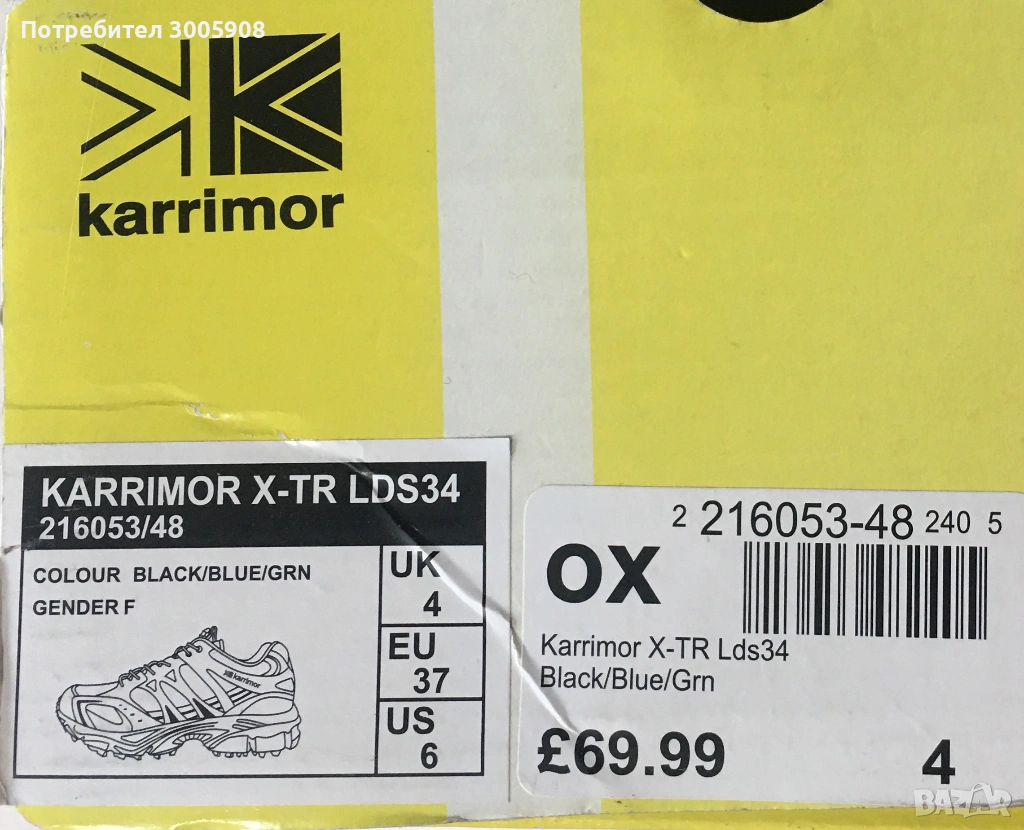 Потребител 3005908
karrimor
KARRIMOR X-TR LDS34
216053/48
COLOUR BLACK/BLUE/GRN
GENDER F
karrimor
UK
4
EU
37
US
6
2 216053-48 240 5
OX
Karrimor X-TR Lds34
Black/Blue/Grn
£69.99
4
BAZAR